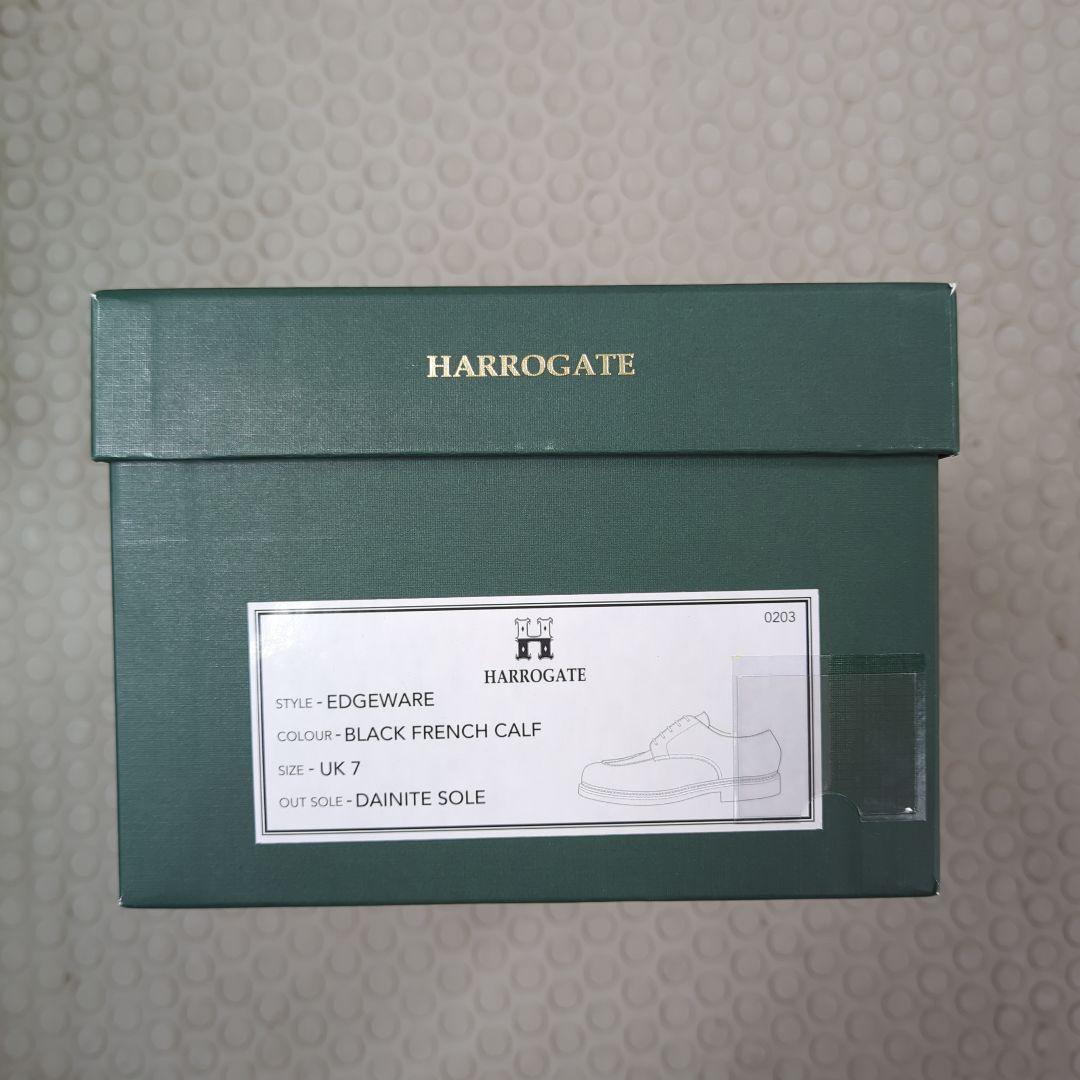 HARROGATE
0203
HARROGATE
STYLE - EDGEWARE
COLOUR - BLACK FRENCH CALF
SIZE - UK 7
OUT SOLE - DAINITE SOLE